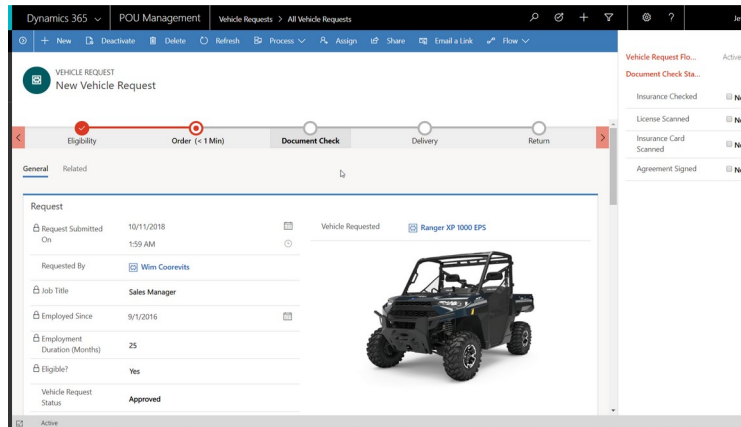 Dynamics 365 POU Management Vehicle Requests > All Vehicle Requests
New Deactivate Delete Refresh Process Assign Share Email a Link Flow
VEHICLE REQUEST
New Vehicle Request
Vehicle Request Flo... Active
Document Check Sta...
Insurance Checked
License Scanned
Insurance Card
Scanned
Agreement Signed
Eligibility Order (< 1 Min) Document Check Delivery Return
General Related
Request
Request Submitted
On
10/11/2018
1:59 AM
Vehicle Requested Ranger XP 1000 EPS
Requested By Wim Coorevits
Job Title Sales Manager
Employed Since 9/1/2016
Employment
Duration (Months)
25
Eligible? Yes
Vehicle Request
Status
Approved
Active